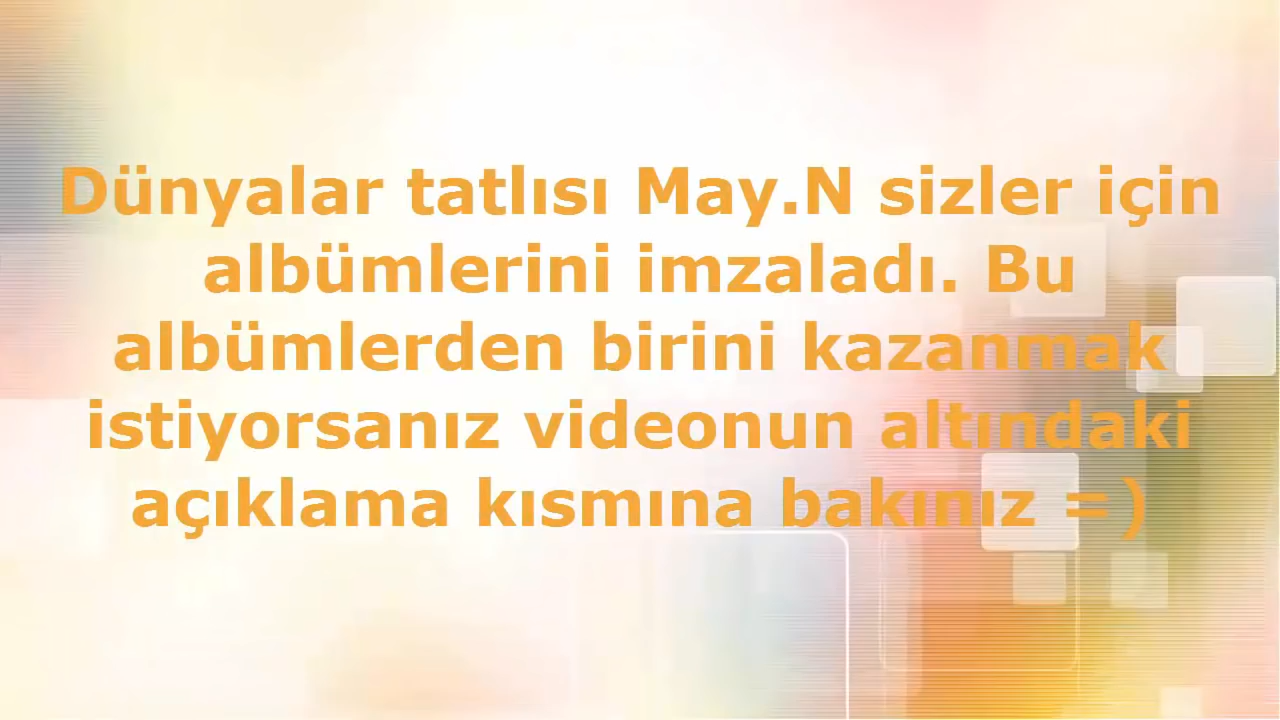 Dünyalar tatlısı May.N sizler için
albümlerini imzaladı. Bu
albümlerden birini kazanmak
istiyorsanız videonun altındaki
açıklama kısmına bakınız =)